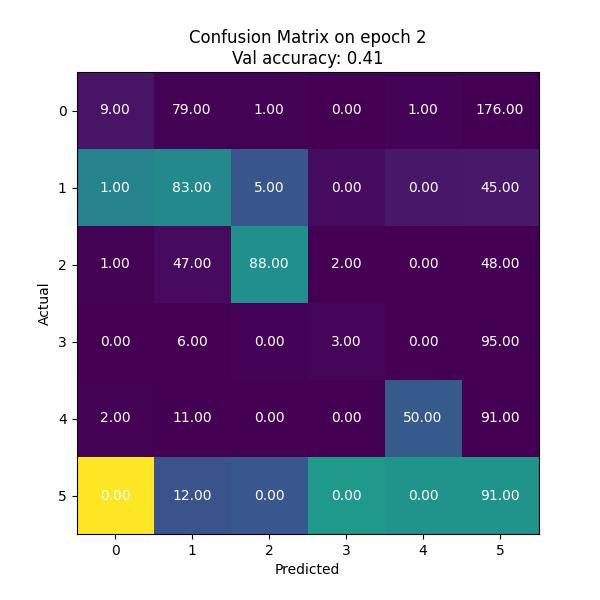 Confusion Matrix on epoch 2
Val accuracy: 0.41
0 9.00 79.00 1.00 0.00 1.00 176.00
1 1.00 83.00 5.00 0.00 0.00 45.00
2 1.00 47.00 88.00 2.00 0.00 48.00
Actual
3 0.00 6.00 0.00 3.00 0.00 95.00
4 2.00 11.00 0.00 0.00 50.00 91.00
5 0.00 12.00 0.00 0.00 0.00 91.00
0 1 2 3 4 5
Predicted